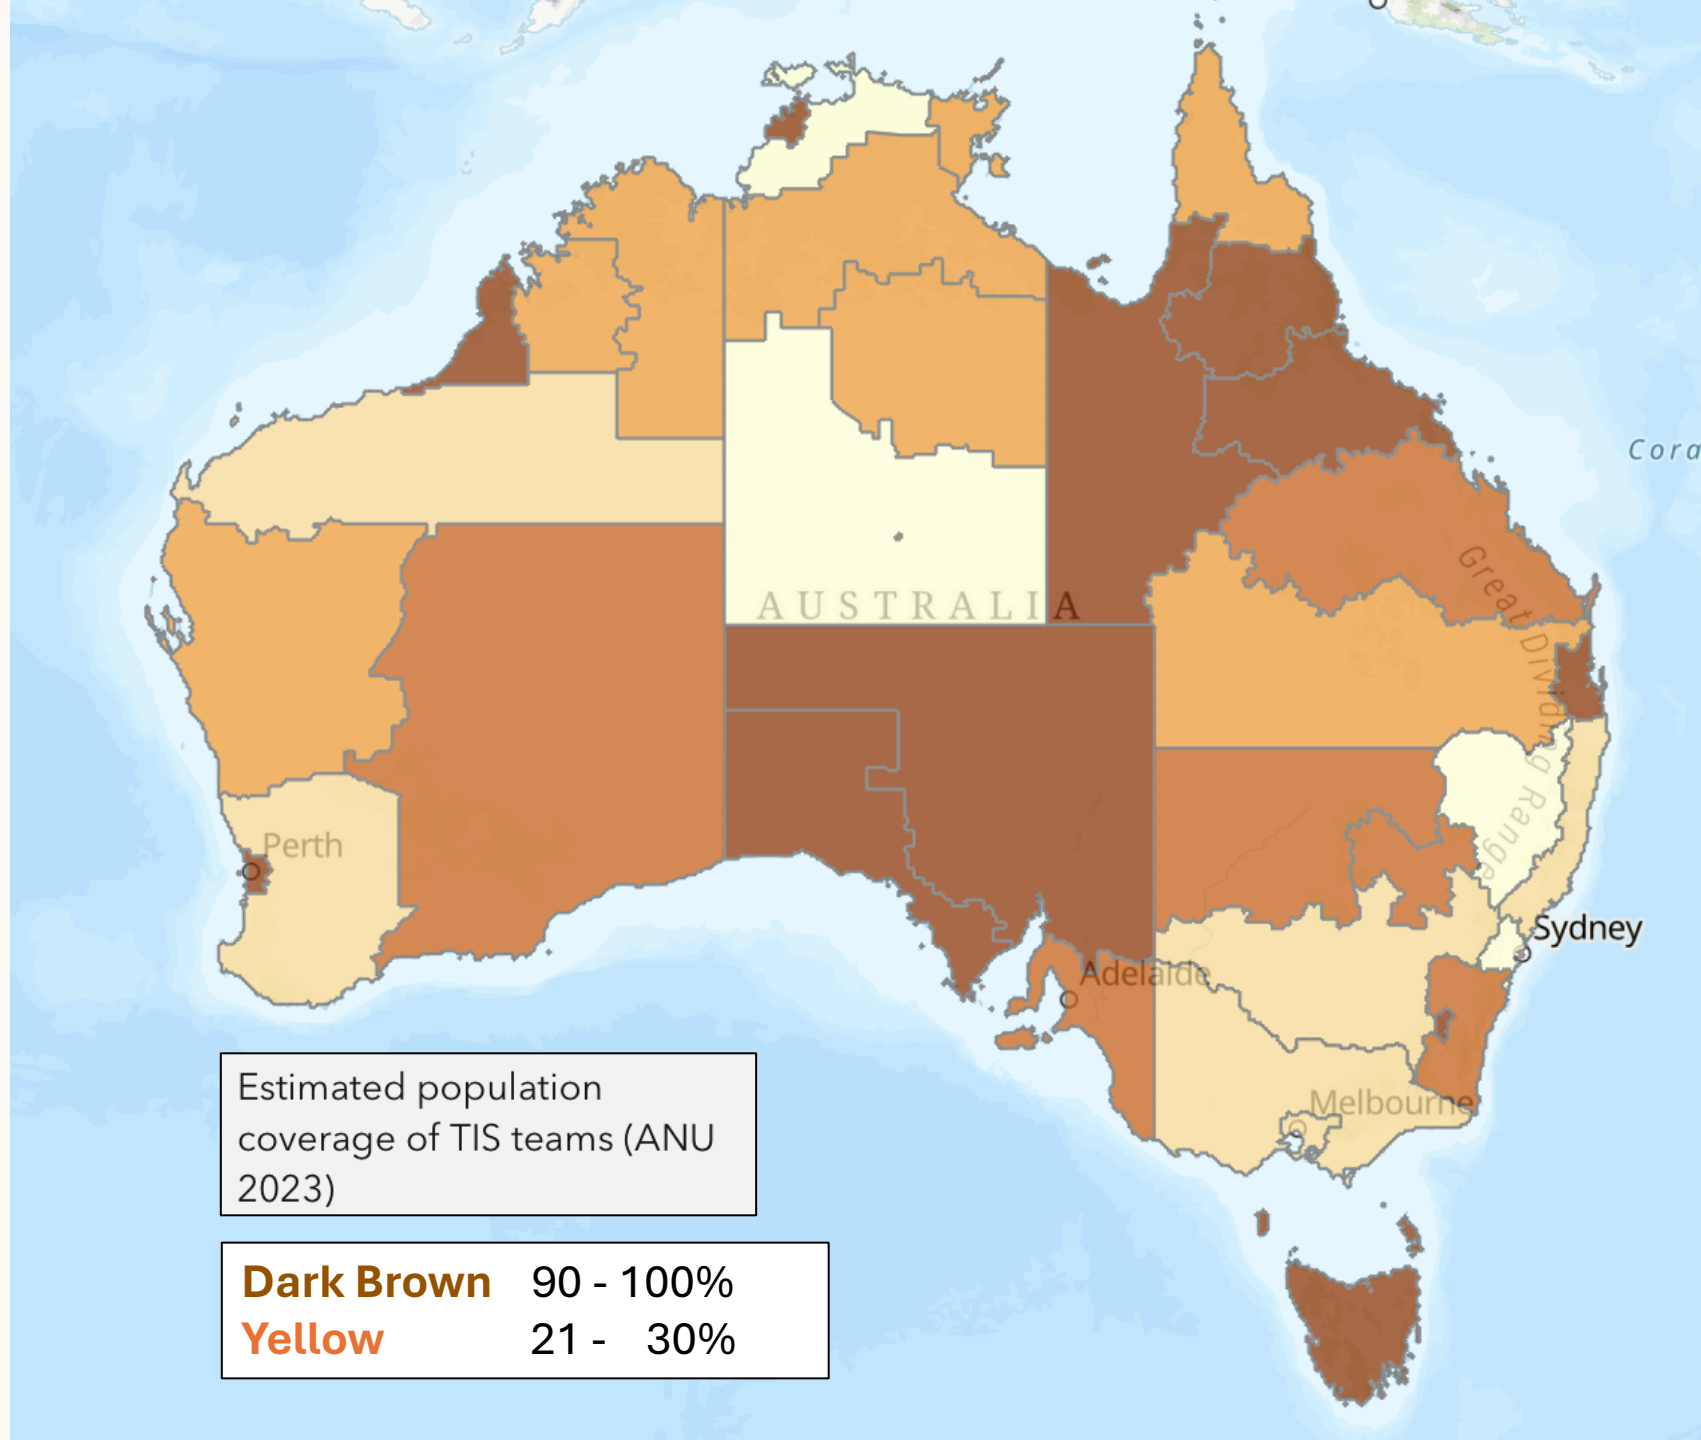 Cora
Great Dividing Range
AUSTRALIA
Perth
Sydney
Adelaide
Melbourne
Estimated population
coverage of TIS teams (ANU
2023)
Dark Brown 90 - 100%
Yellow 21 - 30%